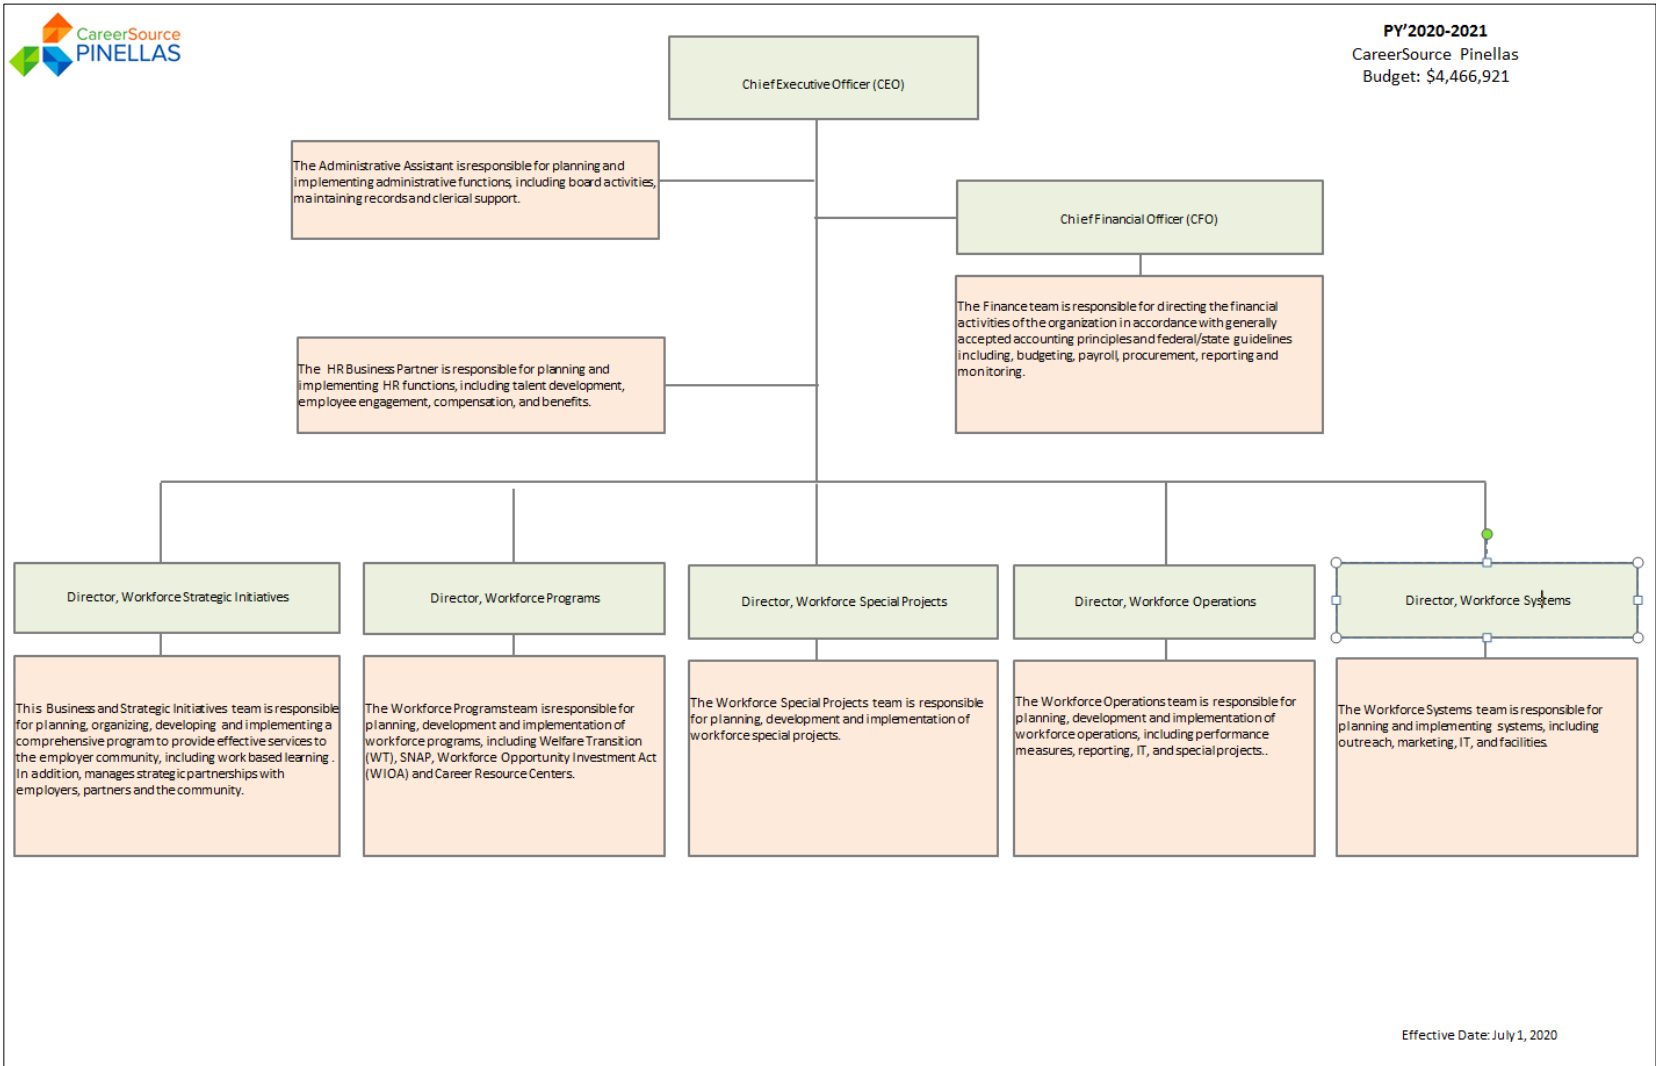 CareerSource
PINELLAS
PY'2020-2021
CareerSource Pinellas
Budget: $4,466,921
Chief Executive Officer (CEO)
The Administrative Assistant is responsible for planning and
implementing administrative functions, including board activities,
maintaining records and clerical support.
Chief Financial Officer (CFO)
The Finance team is responsible for directing the financial
activities of the organization in accordance with generally
accepted accounting principles and federal/state guidelines
including, budgeting, payroll, procurement, reporting and
monitoring.
The HR Business Partner is responsible for planning and
implementing HR functions, including talent development,
employee engagement, compensation, and benefits.
Director, Workforce Strategic Initiatives
Director, Workforce Programs
Director, Workforce Special Projects
Director, Workforce Operations
Director, Workforce Systems
This Business and Strategic Initiatives team is responsible
for planning, organizing, developing and implementing a
comprehensive program to provide effective services to
the employer community, including work based learning .
In addition, manages strategic partnerships with
employers, partners and the community.
The Workforce Programs team is responsible for
planning, development and implementation of
workforce programs, including Welfare Transition
(WT), SNAP, Workforce Opportunity Investment Act
(WIOA) and Career Resource Centers.
The Workforce Special Projects team is responsible
for planning, development and implementation of
workforce special projects.
The Workforce Operations team is responsible for
planning, development and implementation of
workforce operations, including performance
measures, reporting, IT, and special projects..
The Workforce Systems team is responsible for
planning and implementing systems, including
outreach, marketing, IT, and facilities.
Effective Date: July 1, 2020